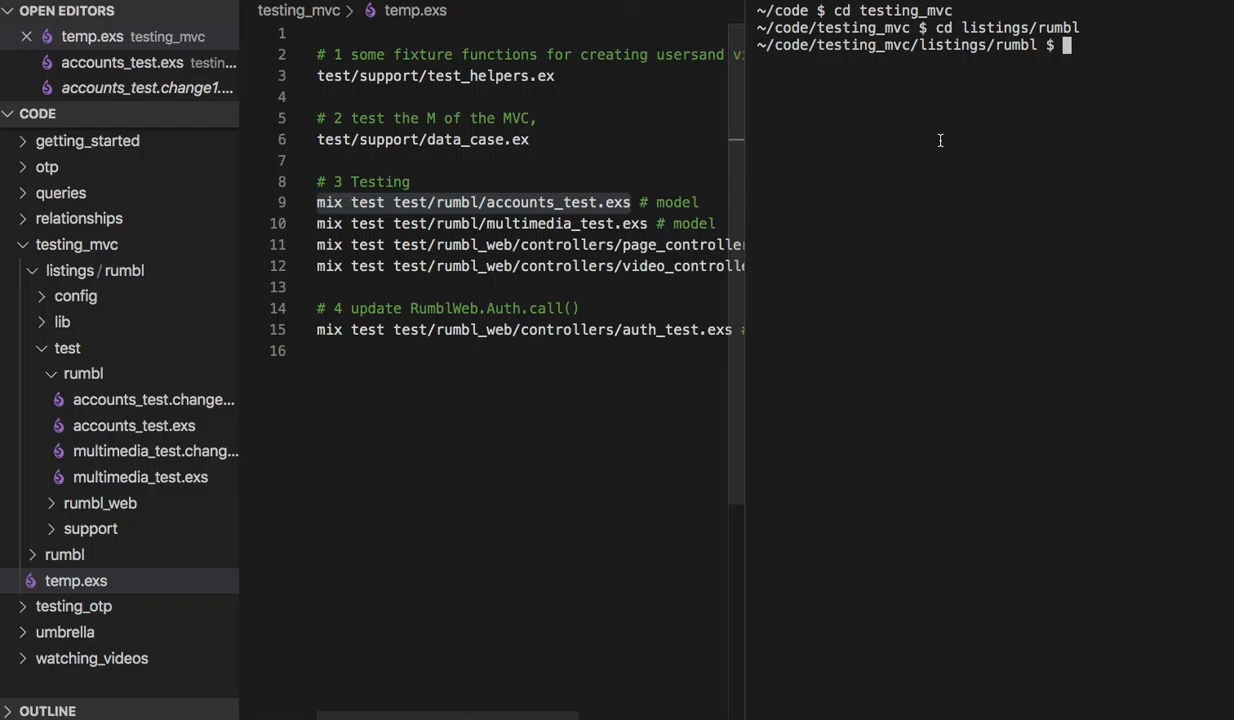 OPEN EDITORS
temp.exs testing_mvc
accounts_test.exs testin...
accounts_test.change1....
CODE
getting_started
otp
queries
relationships
testing_mvc
listings / rumbl
config
lib
test
rumbl
accounts_test.change...
accounts_test.exs
multimedia_test.chang...
multimedia_test.exs
rumbl_web
support
rumbl
temp.exs
testing_otp
umbrella
watching_videos
OUTLINE
testing_mvc > temp.exs
1
2 # 1 some fixture functions for creating usersand v
3 test/support/test_helpers.ex
4
5 # 2 test the M of the MVC,
6 test/support/data_case.ex
7
8 # 3 Testing
9 mix test test/rumbl/accounts_test.exs # model
10 mix test test/rumbl/multimedia_test.exs # model
11 mix test test/rumbl_web/controllers/page_controlle
12 mix test test/rumbl_web/controllers/video_controll
13
14 # 4 update RumblWeb.Auth.call()
15 mix test test/rumbl_web/controllers/auth_test.exs #
16
~/code $ cd testing_mvc
~/code/testing_mvc $ cd listings/rumbl
~/code/testing_mvc/listings/rumbl $